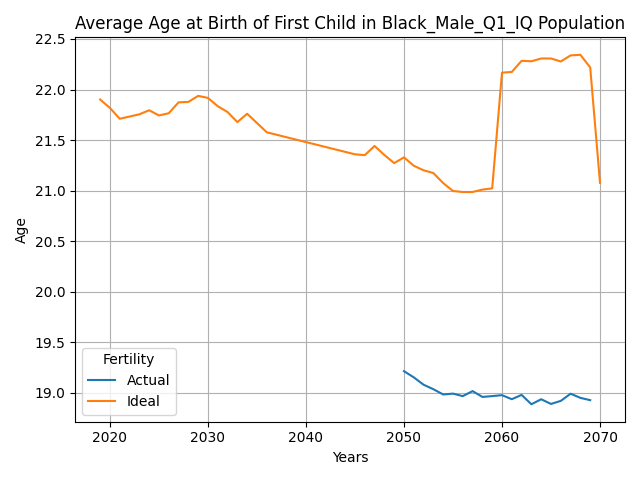 Average Age at Birth of First Child in Black_Male_Q1_IQ Population
22.5
22.0
21.5
21.0
20.5
20.0
19.5
19.0
Age
Fertility
Actual
Ideal
2020 2030 2040 2050 2060 2070
Years